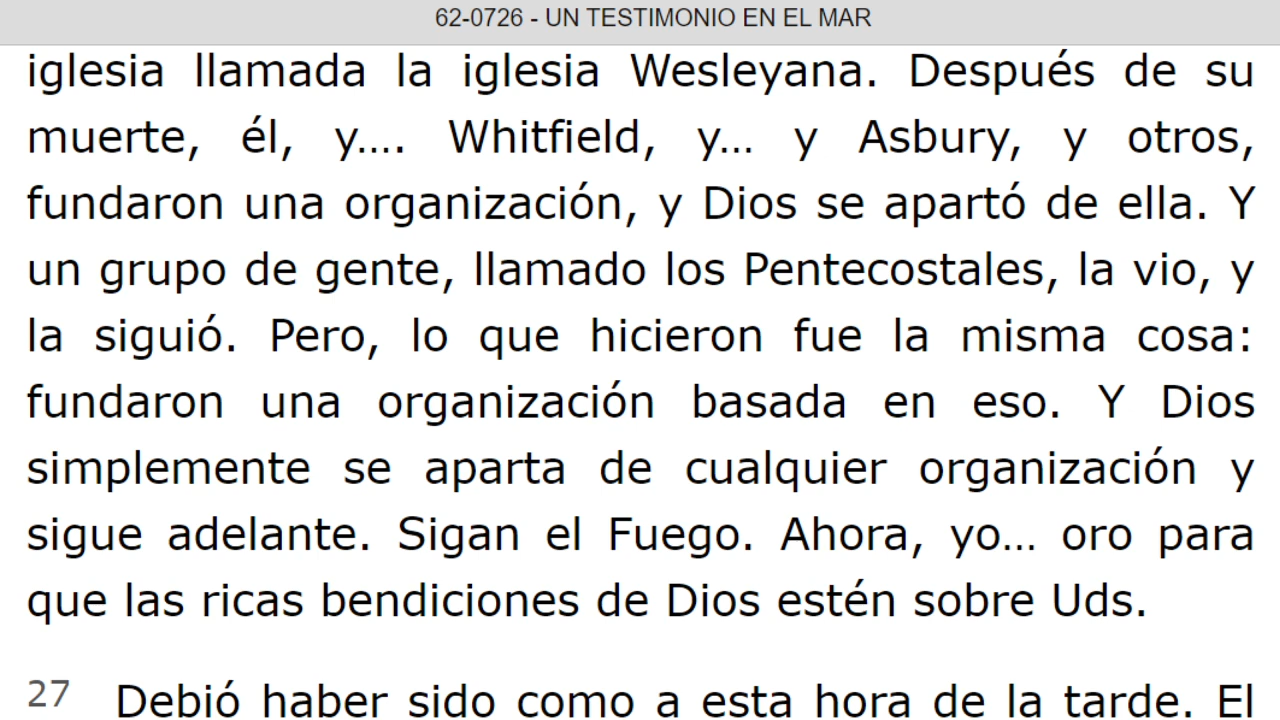 62-0726 - UN TESTIMONIO EN EL MAR
iglesia llamada la iglesia Wesleyana. Después de su
muerte, él, y.... Whitfield, y... y Asbury, y otros,
fundaron una organización, y Dios se apartó de ella. Y
un grupo de gente, llamado los Pentecostales, la vio, y
la siguió. Pero, lo que hicieron fue la misma cosa:
fundaron una organización basada en eso. Y Dios
simplemente se aparta de cualquier organización y
sigue adelante. Sigan el Fuego. Ahora, yo... oro para
que las ricas bendiciones de Dios estén sobre Uds.
27 Debió haber sido como a esta hora de la tarde. El